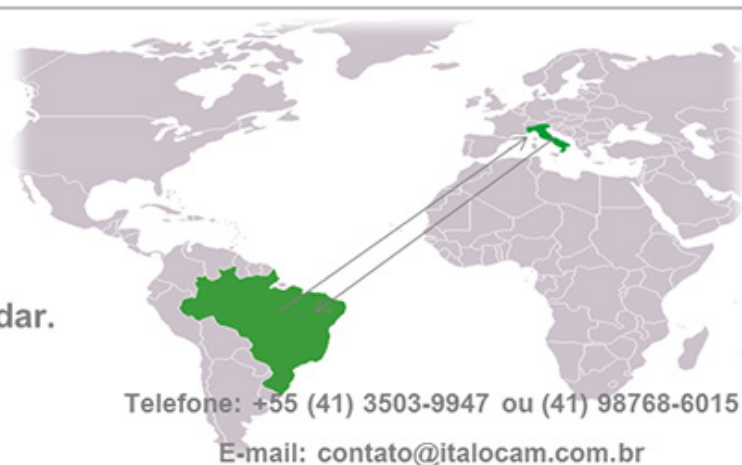 dar.
Telefone: +55 (41) 3503-9947 ou (41) 98768-6015
E-mail: contato@italocam.com.br